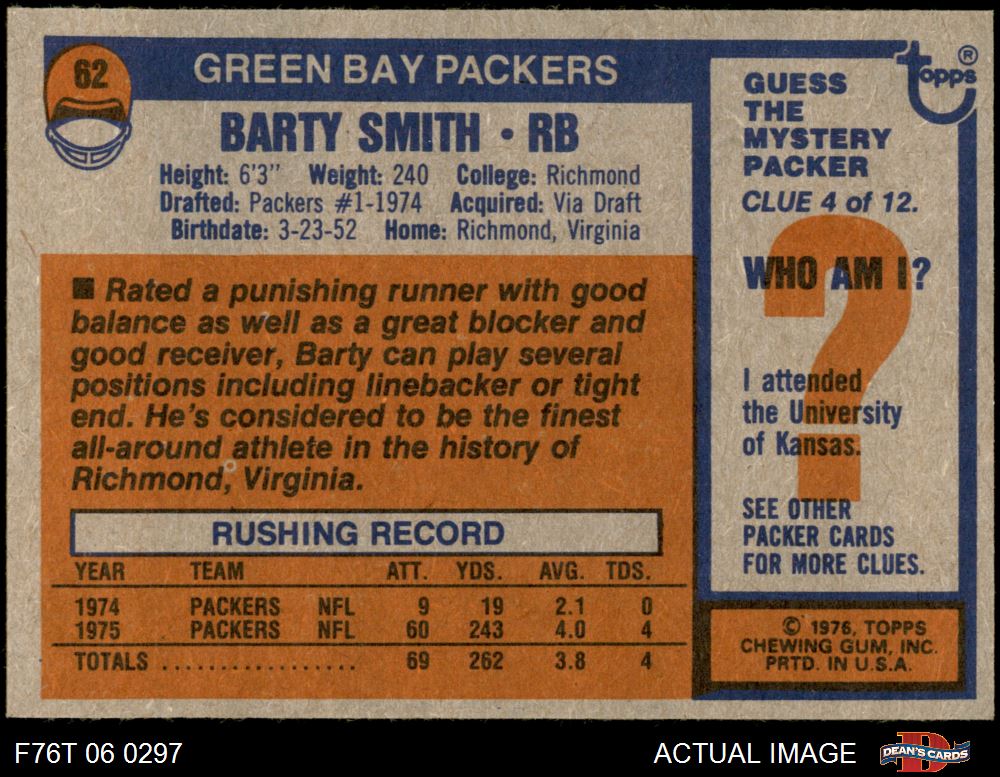 62
GREEN BAY PACKERS
BARTY SMITH • RB
Height: 6'3" Weight: 240 College: Richmond
Drafted: Packers #1-1974 Acquired: Via Draft
Birthdate: 3-23-52 Home: Richmond, Virginia
■ Rated a punishing runner with good
balance as well as a great blocker and
good receiver, Barty can play several
positions including linebacker or tight
end. He's considered to be the finest
all-around athlete in the history of
Richmond, Virginia.
RUSHING RECORD
YEAR TEAM ATT. YDS. AVG. TDS.
1974 PACKERS NFL 9 19 2.1 0
1975 PACKERS NFL 60 243 4.0 4
TOTALS ................. 69 262 3.8 4
topps ®
GUESS
THE
MYSTERY
PACKER
CLUE 4 of 12.
WHO AM I?
?
I attended
the University
of Kansas.
SEE OTHER
PACKER CARDS
FOR MORE CLUES.
© 1976, TOPPS
CHEWING GUM, INC.
PRTD. IN U.S.A.
F76T 06 0297
ACTUAL IMAGE
DEAN'S CARDS